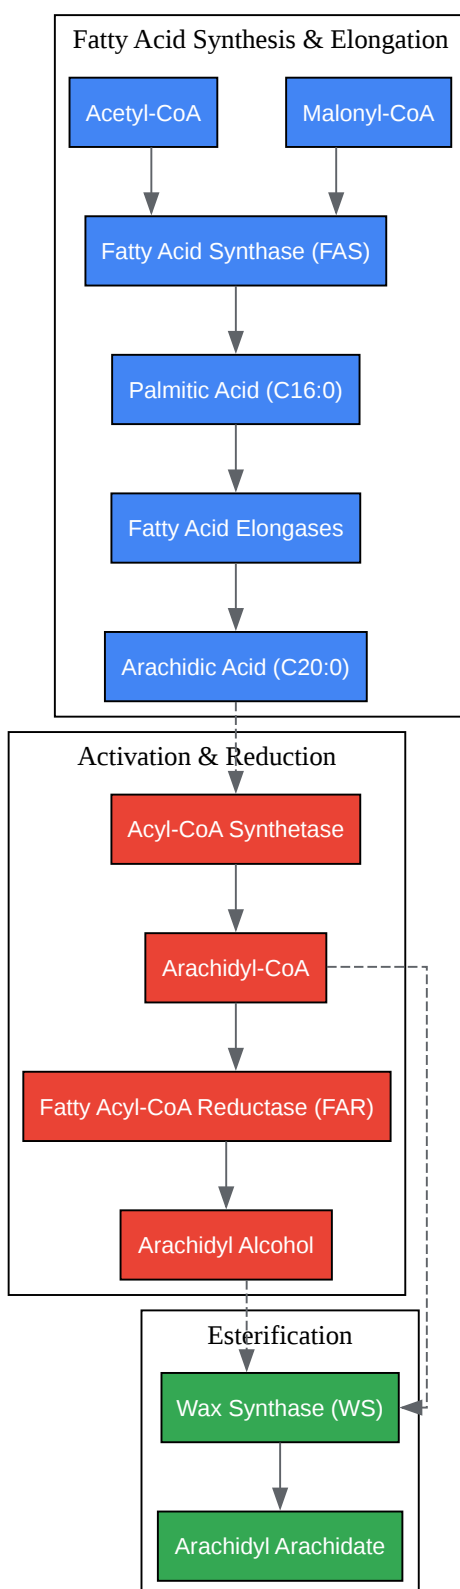 Fatty Acid Synthesis & Elongation
Acetyl-CoA
Malonyl-CoA
Fatty Acid Synthase (FAS)
Palmitic Acid (C16:0)
Fatty Acid Elongases
Arachidic Acid (C20:0)
Activation & Reduction
Acyl-CoA Synthetase
Arachidyl-CoA
Fatty Acyl-CoA Reductase (FAR)
Arachidyl Alcohol
Esterification
Wax Synthase (WS)
Arachidyl Arachidate